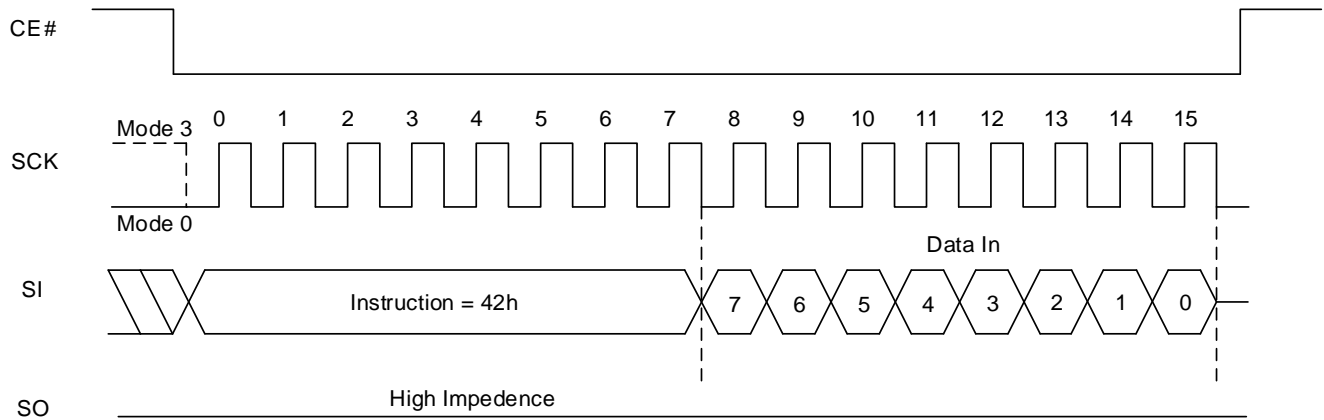 CE#
0 1 2 3 4 5 6 7 8 9 10 11 12 13 14 15
Mode 3
SCK
Mode 0
Data In
SI
Instruction = 42h
7 6 5 4 3 2 1 0
High Impedence
SO